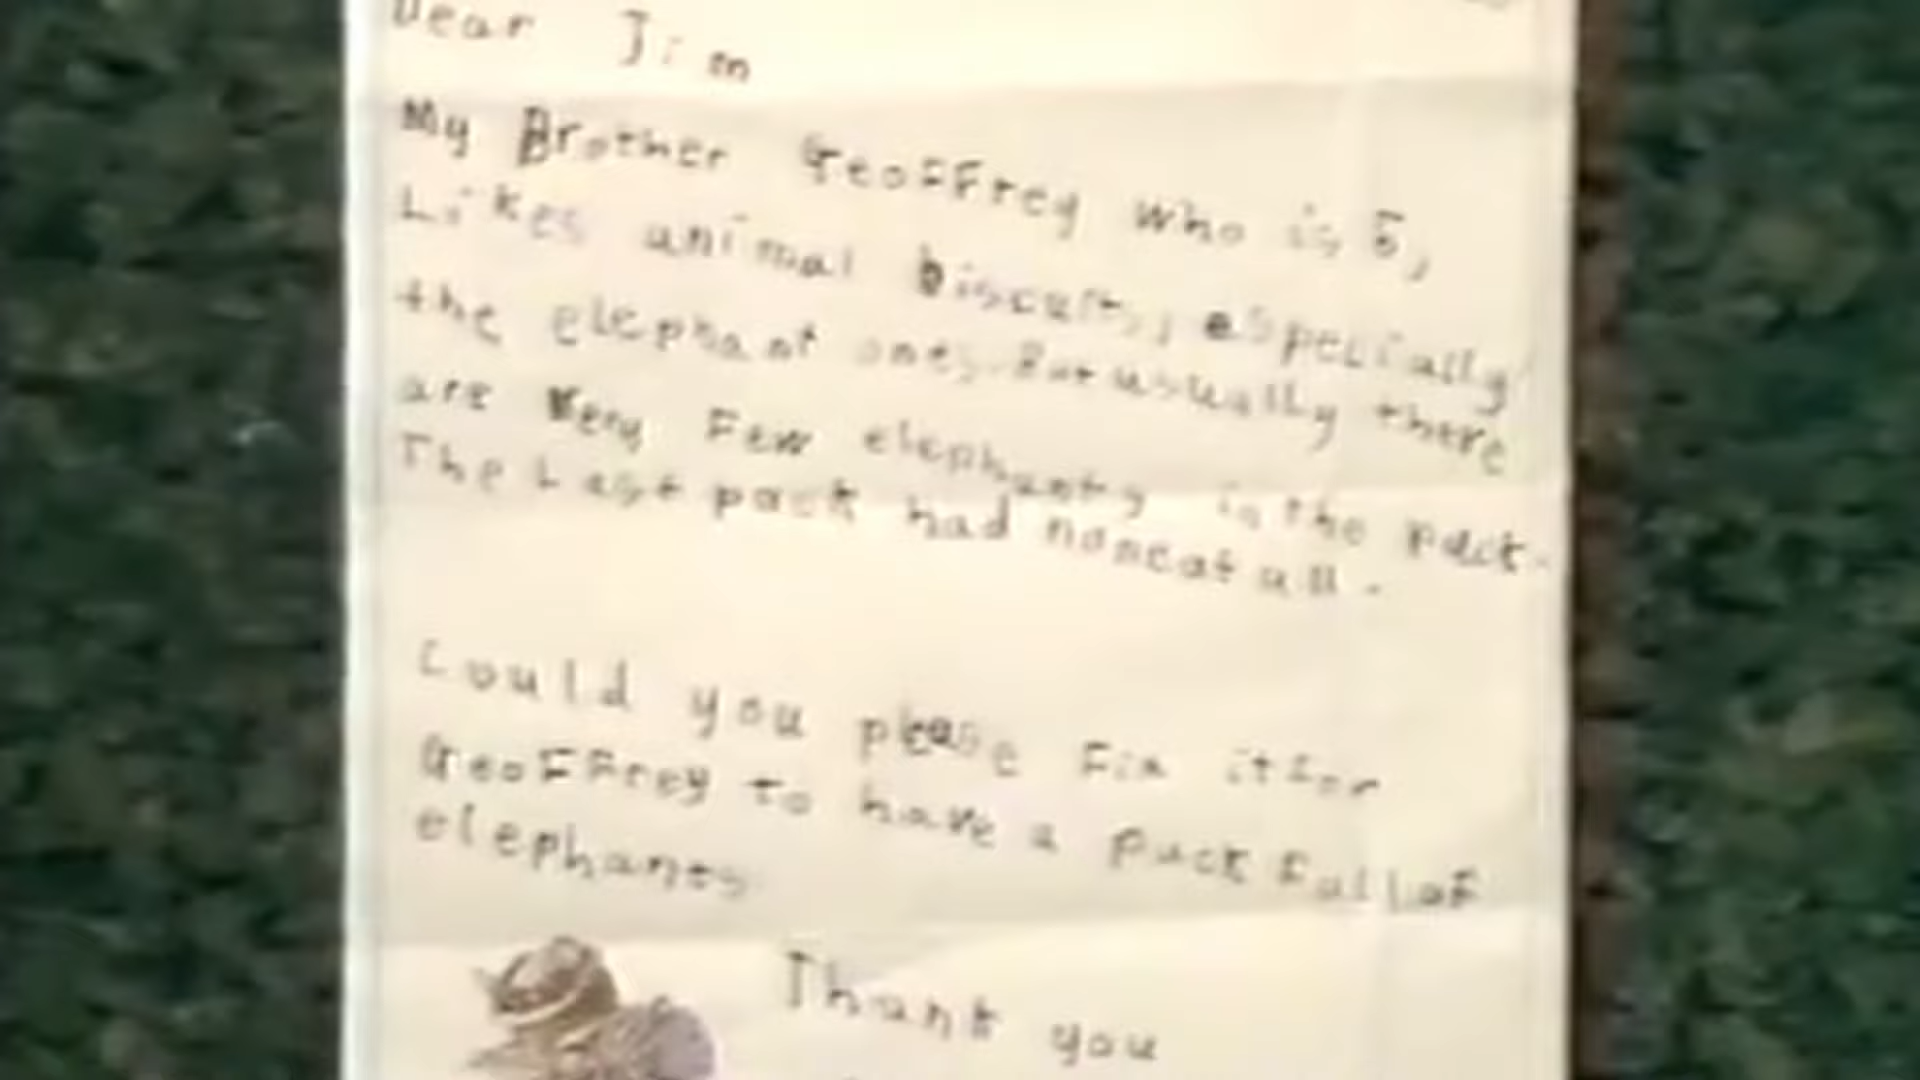 Dear Jim
My Brother Geoffrey who is 5,
Likes animal biscuits, especially
the elephant ones. But usually there
are very Few elephants in the pack.
The Last pack had none at all.
Could you please Fix it for
Geoffrey to have a pack full of
elephants
Thank you